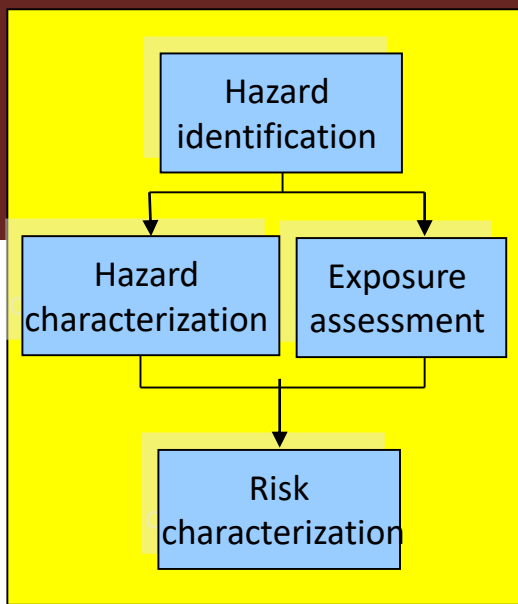 Hazard
identification
Hazard
characterization
Exposure
assessment
Risk
characterization